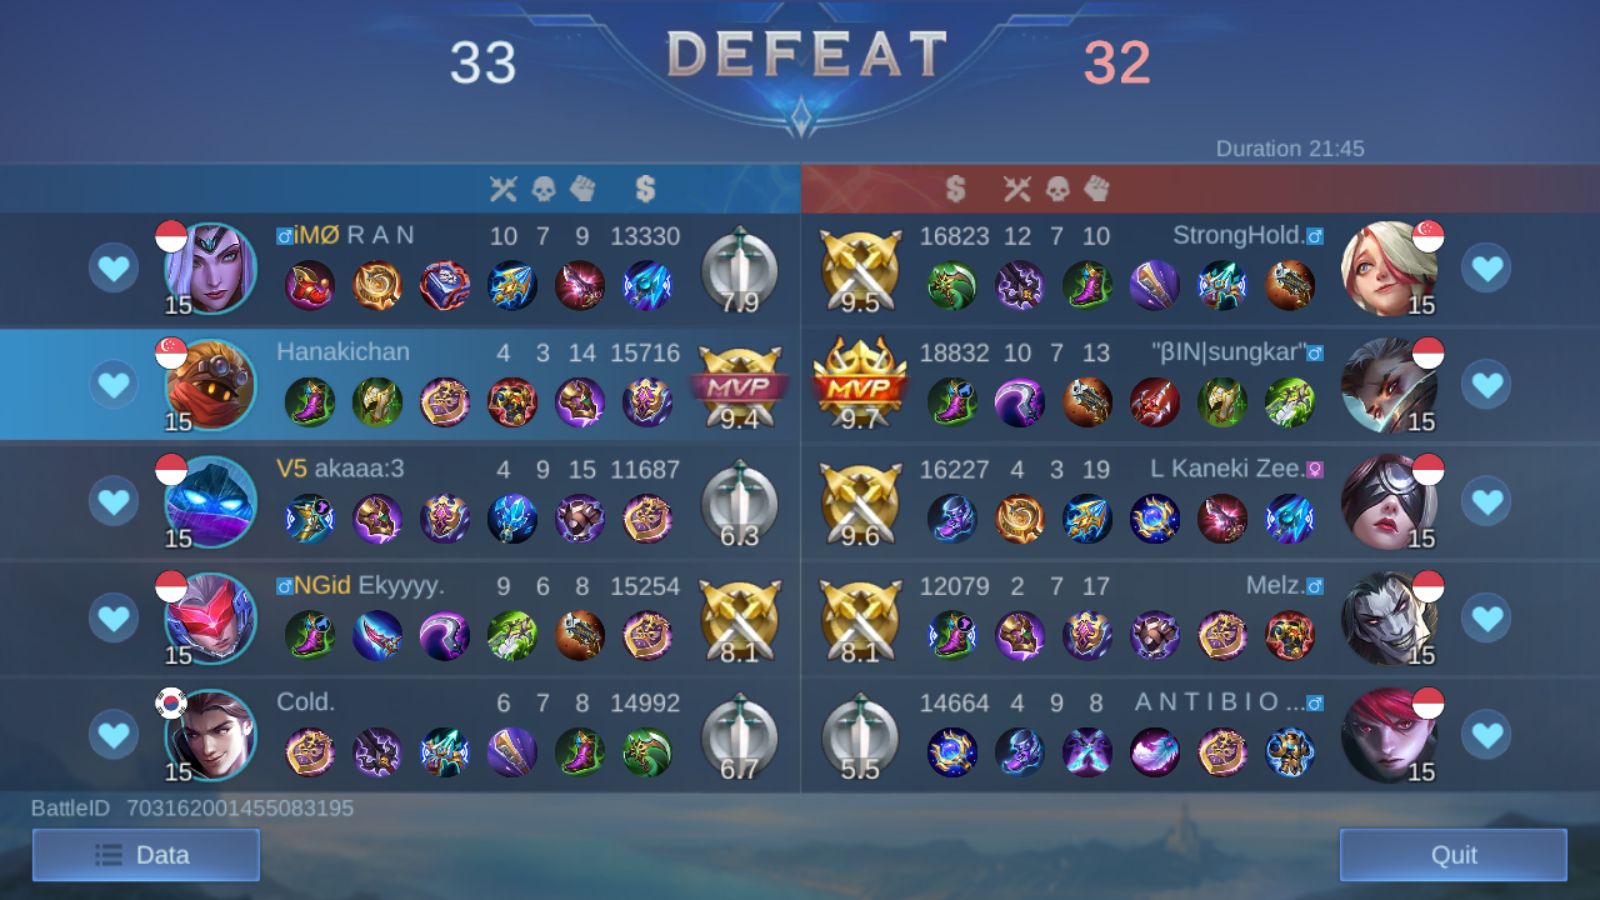 33 DEFEAT 32
Duration 21:45
♂iMØ R A N 10 7 9 13330 7.9 15
9.5 16823 12 7 10 StrongHold.♂ 15
Hanakichan 4 3 14 15716 MVP 9.4 15
MVP 9.7 18832 10 7 13 "βIN|sungkar"♂ 15
V5 akaaa:3 4 9 15 11687 6.3 15
9.6 16227 4 3 19 L Kaneki Zee.♀ 15
♂NGid Ekyyyy. 9 6 8 15254 8.1 15
8.1 12079 2 7 17 Melz.♂ 15
Cold. 6 7 8 14992 6.7 15
5.5 14664 4 9 8 A N T I B I O ...♂ 15
BattleID 703162001455083195
Data
Quit